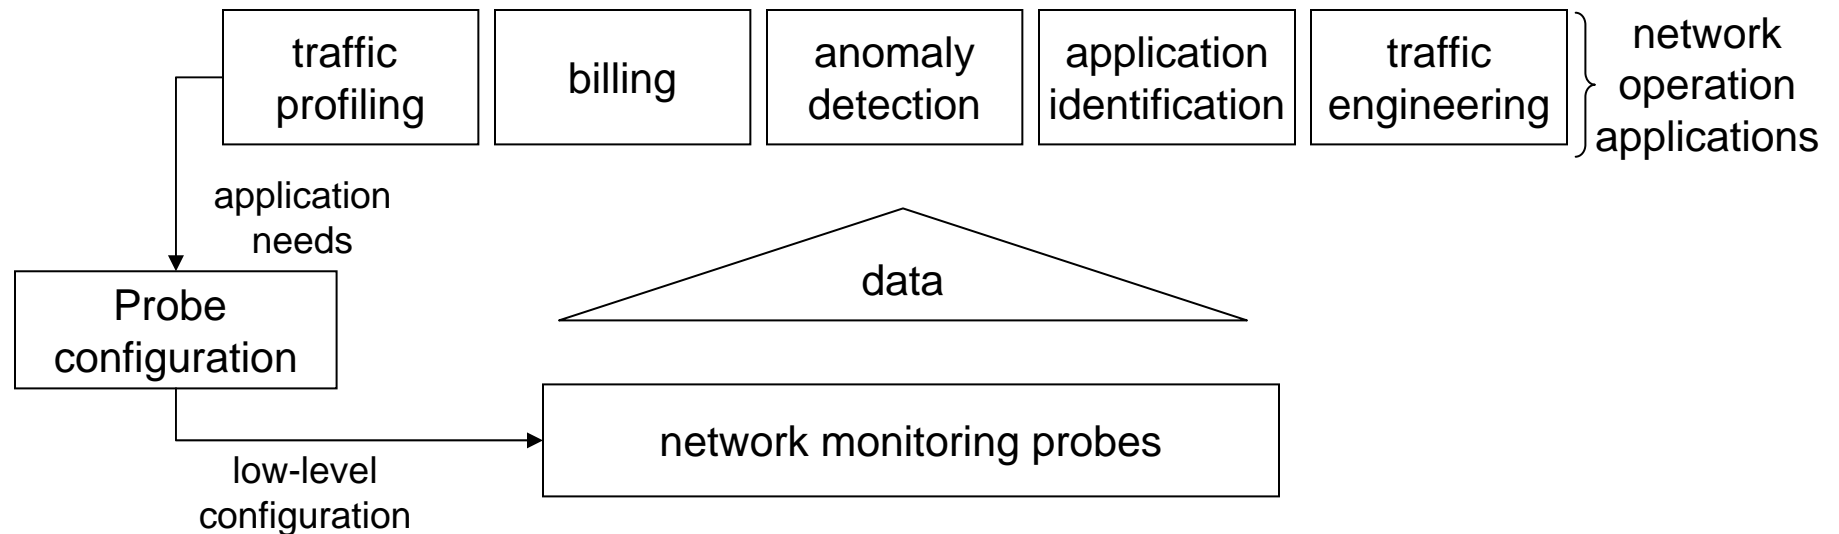 traffic
profiling
billing
anomaly
detection
application
identification
traffic
engineering
network
operation
applications
application
needs
Probe
configuration
data
network monitoring probes
low-level
configuration